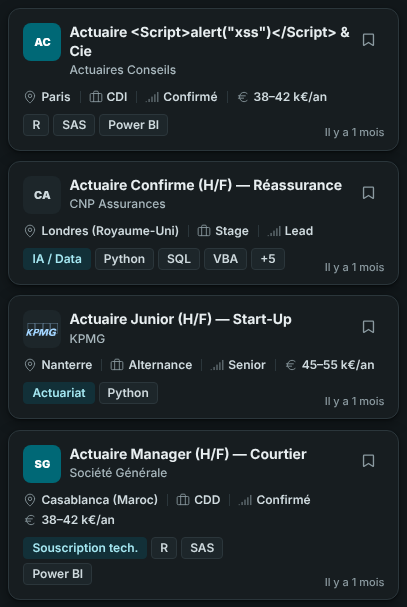 AC
Actuaire <Script>alert("xss")</Script> &
Cie
Actuaires Conseils
Paris | CDI | Confirmé | € 38–42 k€/an
R SAS Power BI
Il y a 1 mois
CA
Actuaire Confirme (H/F) — Réassurance
CNP Assurances
Londres (Royaume-Uni) | Stage | Lead
IA / Data Python SQL VBA +5
Il y a 1 mois
KPMG
Actuaire Junior (H/F) — Start-Up
KPMG
Nanterre | Alternance | Senior | € 45–55 k€/an
Actuariat Python
Il y a 1 mois
SG
Actuaire Manager (H/F) — Courtier
Société Générale
Casablanca (Maroc) | CDD | Confirmé
€ 38–42 k€/an
Souscription tech. R SAS
Power BI
Il y a 1 mois